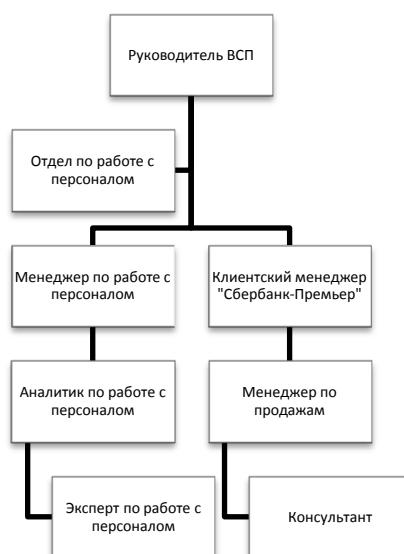 Руководитель ВСП
Отдел по работе с
персоналом
Менеджер по работе с
персоналом
Клиентский менеджер
"Сбербанк-Премьер"
Аналитик по работе с
персоналом
Менеджер по
продажам
Эксперт по работе с
персоналом
Консультант